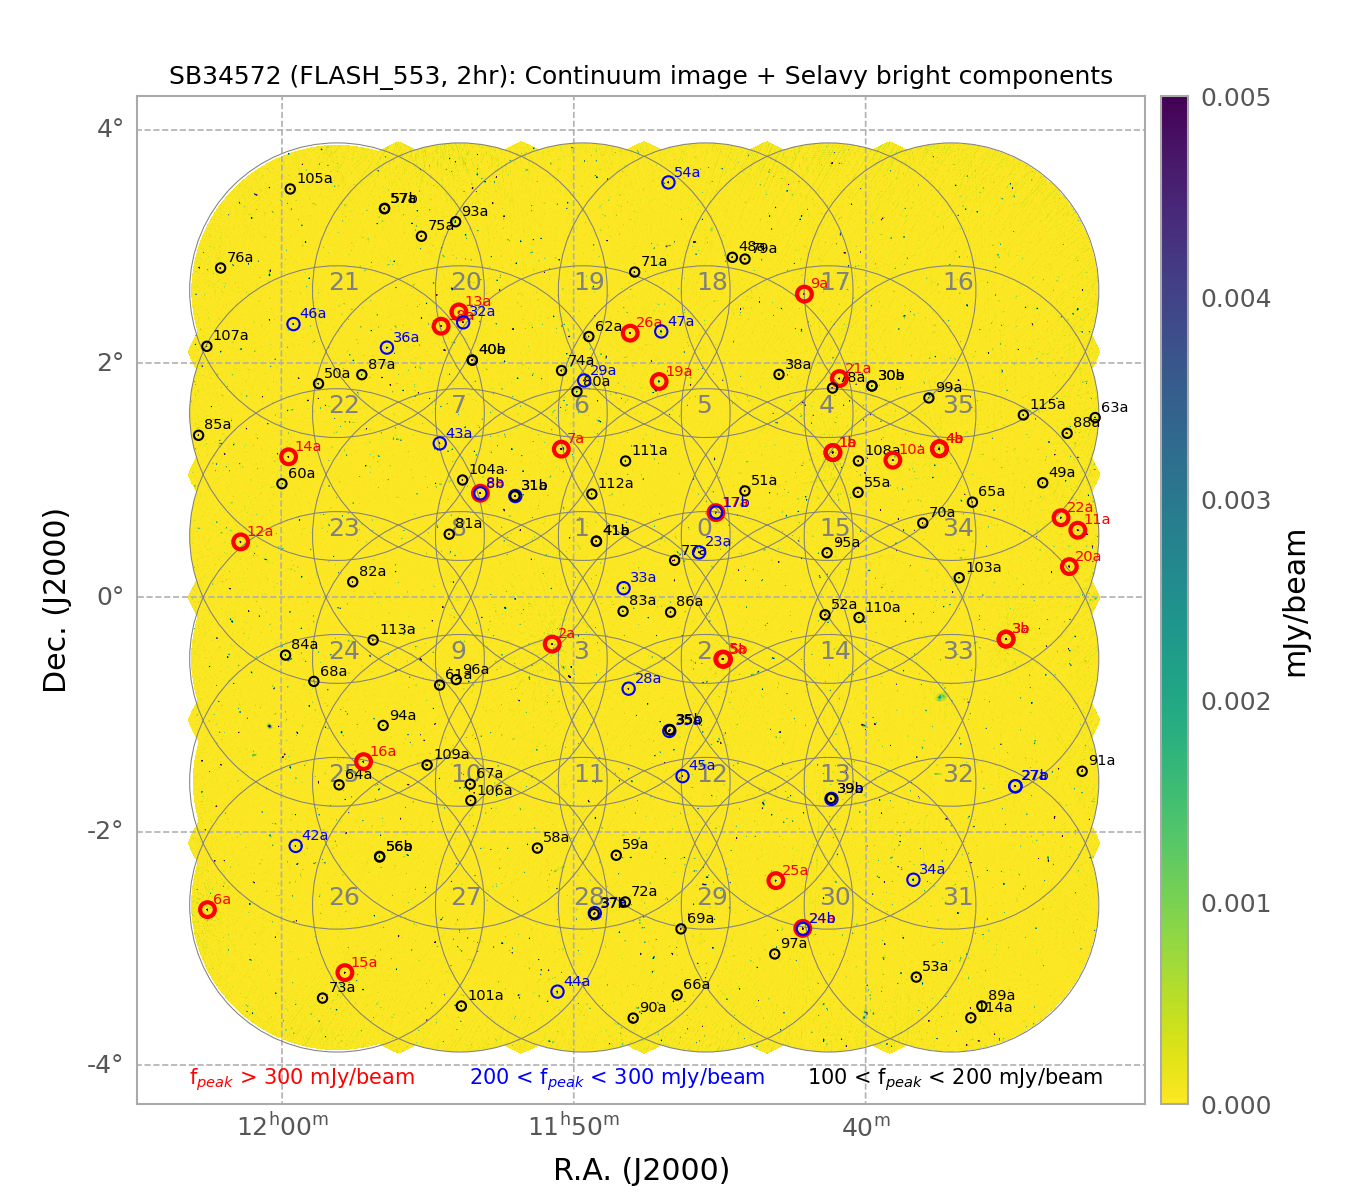 SB34572 (FLASH_553, 2hr): Continuum image + Selavy bright components
0.005
4°
54a
105a
57b
93a
75a
79a
71a
76a
21
20
19
18
17
16
9a
13a
32a
46a
0.004
26a
47a
62a
107a
36a
40b
2°
74a
29a
80a
87a
50a
19a
38a
21a
78a
30b
99a
22
7
6
5
4
35
115a
63a
88a
85a
43a
14a
7a
1b
4b
108a
10a
111a
60a
104a
8b
31b
112a
51a
55a
49a
65a
0.003
17b
22a
11a
70a
12a
23
8
1
0
15
34
81a
41b
23a
77a
95a
20a
82a
103a
0°
33a
83a
86a
52a
110a
113a
2a
3b
84a
24
9
3
2
14
33
5b
68a
61a
96a
28a
0.002
94a
35b
16a
109a
25
10
11
12
13
32
64a
67a
45a
91a
27b
106a
39b
-2°
42a
56b
58a
59a
25a
34a
0.001
6a
26
27
28
29
30
31
72a
37b
69a
24b
97a
15a
73a
53a
44a
66a
101a
90a
89a
114a
-4°
f peak > 300 mJy/beam
200 < f peak < 300 mJy/beam
100 < f peak < 200 mJy/beam
0.000
12h00m
11h50m
40m
R.A. (J2000)
Dec. (J2000)
mJy/beam